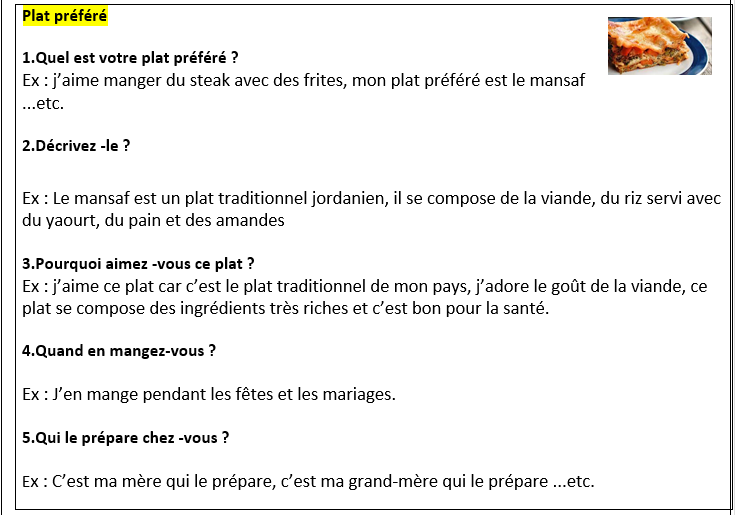 Plat préféré
1.Quel est votre plat préféré ?
Ex : j’aime manger du steak avec des frites, mon plat préféré est le mansaf
...etc.
2.Décrivez -le ?
Ex : Le mansaf est un plat traditionnel jordanien, il se compose de la viande, du riz servi avec
du yaourt, du pain et des amandes
3.Pourquoi aimez -vous ce plat ?
Ex : j’aime ce plat car c’est le plat traditionnel de mon pays, j’adore le goût de la viande, ce
plat se compose des ingrédients très riches et c’est bon pour la santé.
4.Quand en mangez-vous ?
Ex : J’en mange pendant les fêtes et les mariages.
5.Qui le prépare chez -vous ?
Ex : C’est ma mère qui le prépare, c’est ma grand-mère qui le prépare ...etc.